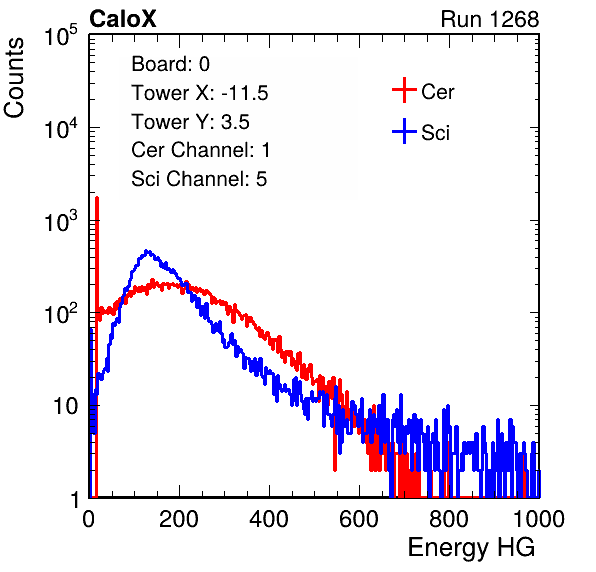 CaloX Run 1268
Counts
10^5
10^4
10^3
10^2
10
1
Board: 0
Tower X: -11.5
Tower Y: 3.5
Cer Channel: 1
Sci Channel: 5
Cer
Sci
0 200 400 600 800 1000
Energy HG